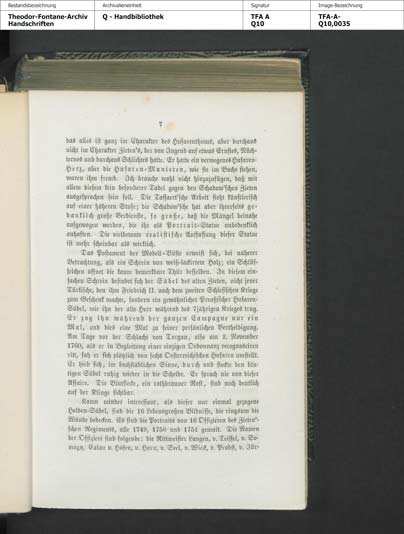 Bestandsbezeichnung Archivalieneinheit Signatur Image-Bezeichnung
Theodor-Fontane-Archiv Handschriften Q - Handbibliothek TFA A Q10 TFA-A-Q10,0035
7
das alles ist ganz im Charakter des Husarenthums, aber durchaus
nicht im Charakter Zieten's, der von Jugend auf etwas Ernstes, Nüch-
ternes und durchaus Schlichtes hatte. Er hatte ein verwegenes Husaren-
Herz, aber die Husaren-Manieren, wie sie im Buche stehen,
waren ihm fremd. Ich brauche wohl nicht hinzuzufügen, daß mit
allem diesem kein besonderer Tadel gegen den Schadow'schen Zieten
ausgesprochen sein soll. Die Tassaert'sche Arbeit steht künstlerisch
auf einer höheren Stufe; die Schadow'sche hat aber ihrerseits ge-
danklich große Verdienste, so große, daß die Mängel beinahe
aufgewogen werden, die ihr als Portrait-Statue unbedenklich
anhaften. Die vielbetonte realistische Auffassung dieser Statue
ist mehr scheinbar als wirklich.
Das Postament der Modell-Büste erweist sich, bei näherer
Betrachtung, als ein Schrein von weiß-lackirtem Holz; ein Schlüs-
selchen öffnet die kaum bemerkbare Thür desselben. In diesem ein-
fachen Schrein befindet sich der Säbel des alten Zieten, nicht jener
Türkische, den ihm Friedrich II. nach dem zweiten Schlesischen Kriege
zum Geschenk machte, sondern ein gewöhnlicher Preußischer Husaren-
Säbel, wie ihn der alte Herr während des 7jährigen Krieges trug.
Er zog ihn während der ganzen Campagne nur ein
Mal, und dies eine Mal zu seiner persönlichen Vertheidigung.
Am Tage vor der Schlacht von Torgau, also am 2. November
1760, als er in Begleitung einer einzigen Ordonnanz recognosciren
ritt, sah er sich plötzlich von sechs Oesterreichischen Husaren umstellt.
Er hieb sich, im buchstäblichen Sinne, durch und steckte den blu-
tigen Säbel ruhig wieder in die Scheide. Er sprach nie von dieser
Affaire. Die Blutflecke, ein rothbrauner Rost, sind noch deutlich
auf der Klinge sichtbar.
Kaum minder interessant, als dieser nur einmal gezogene
Helden-Säbel, sind die 16 lebensgroßen Bildnisse, die ringsum die
Wände bedecken. Es sind die Portraits von 16 Offizieren des Zieten'-
schen Regiments, alle 1749, 1750 und 1751 gemalt. Die Namen
der Offiziere sind folgende: die Rittmeister Langen, v. Teiffel, v. So-
mogy, v. Hofen, v. Horn, v. Seel, v. Wieck, v. Probst, v. Jür-